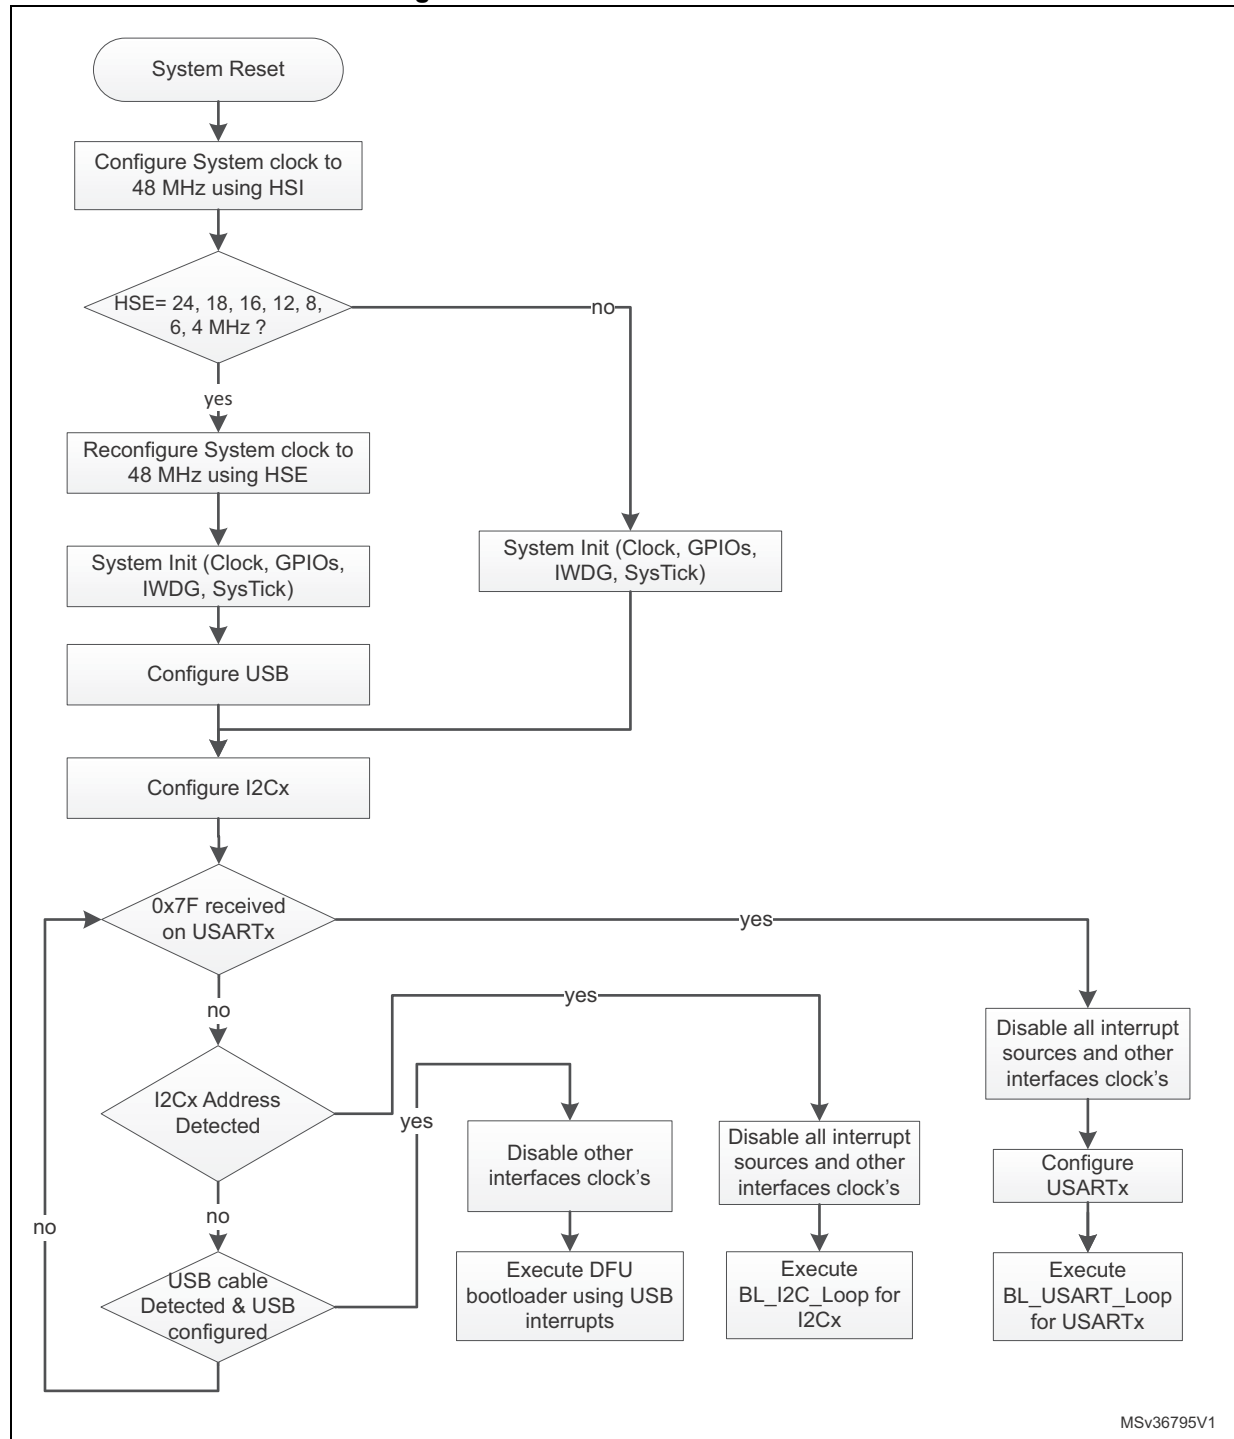 System Reset
Configure System clock to
48 MHz using HSI
HSE= 24, 18, 16, 12, 8,
6, 4 MHz ?
no
yes
Reconfigure System clock to
48 MHz using HSE
System Init (Clock, GPIOs,
IWDG, SysTick)
System Init (Clock, GPIOs,
IWDG, SysTick)
Configure USB
Configure I2Cx
0x7F received
on USARTx
yes
no
yes
I2Cx Address
Detected
yes
no
no
USB cable
Detected & USB
configured
Disable other
interfaces clock's
Execute DFU
bootloader using USB
interrupts
Disable all interrupt
sources and other
interfaces clock's
Execute
BL_I2C_Loop for
I2Cx
Disable all interrupt
sources and other
interfaces clock's
Configure
USARTx
Execute
BL_USART_Loop
for USARTx
MSv36795V1